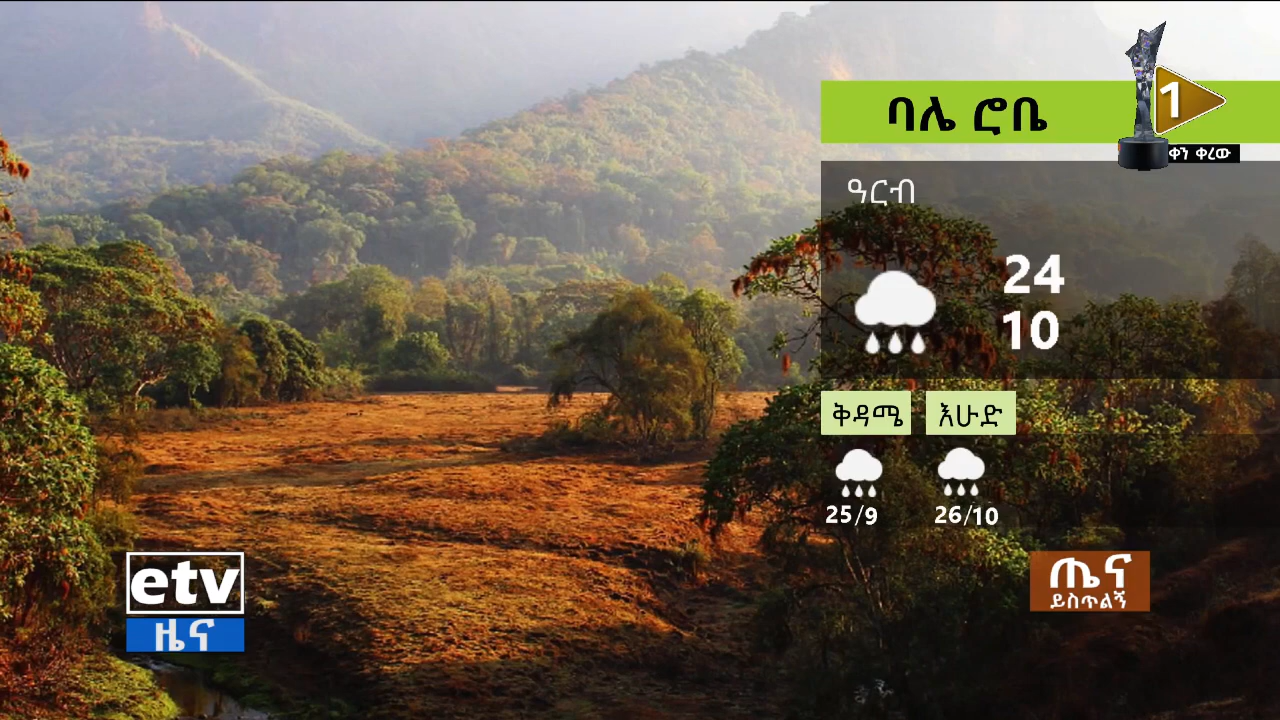 ባሌ ሮቤ
1
ቀን ቀረው
ዓርብ
24
10
ቅዳሜ እሁድ
25/9 26/10
etv
ዜና
ጤና
ይስጥልኝ